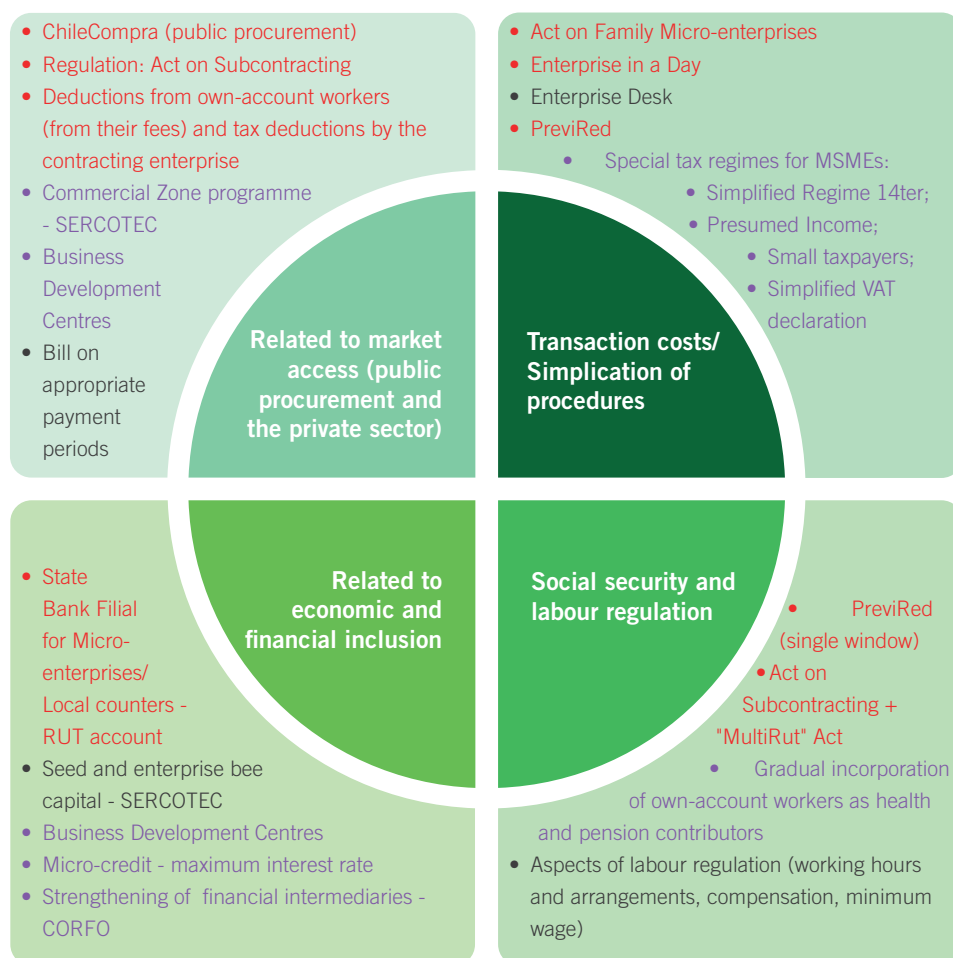 • ChileCompra (public procurement)
• Regulation: Act on Subcontracting
• Deductions from own-account workers
(from their fees) and tax deductions by the
contracting enterprise
• Commercial Zone programme
- SERCOTEC
• Business
Development
Centres
• Bill on
appropriate
payment
periods
Related to market
access (public
procurement and
the private sector)
• Act on Family Micro-enterprises
• Enterprise in a Day
• Enterprise Desk
• PreviRed
• Special tax regimes for MSMEs:
• Simplified Regime 14ter;
• Presumed Income;
• Small taxpayers;
• Simplified VAT
declaration
Transaction costs/
Simplication of
procedures
• State
Bank Filial
for Micro-
enterprises/
Local counters -
RUT account
• Seed and enterprise bee
capital - SERCOTEC
• Business Development Centres
• Micro-credit - maximum interest rate
• Strengthening of financial intermediaries -
CORFO
Related to
economic and
financial inclusion
Social security and
labour regulation
• PreviRed
(single window)
• Act on
Subcontracting +
"MultiRut" Act
• Gradual incorporation
of own-account workers as health
and pension contributors
• Aspects of labour regulation (working hours
and arrangements, compensation, minimum
wage)